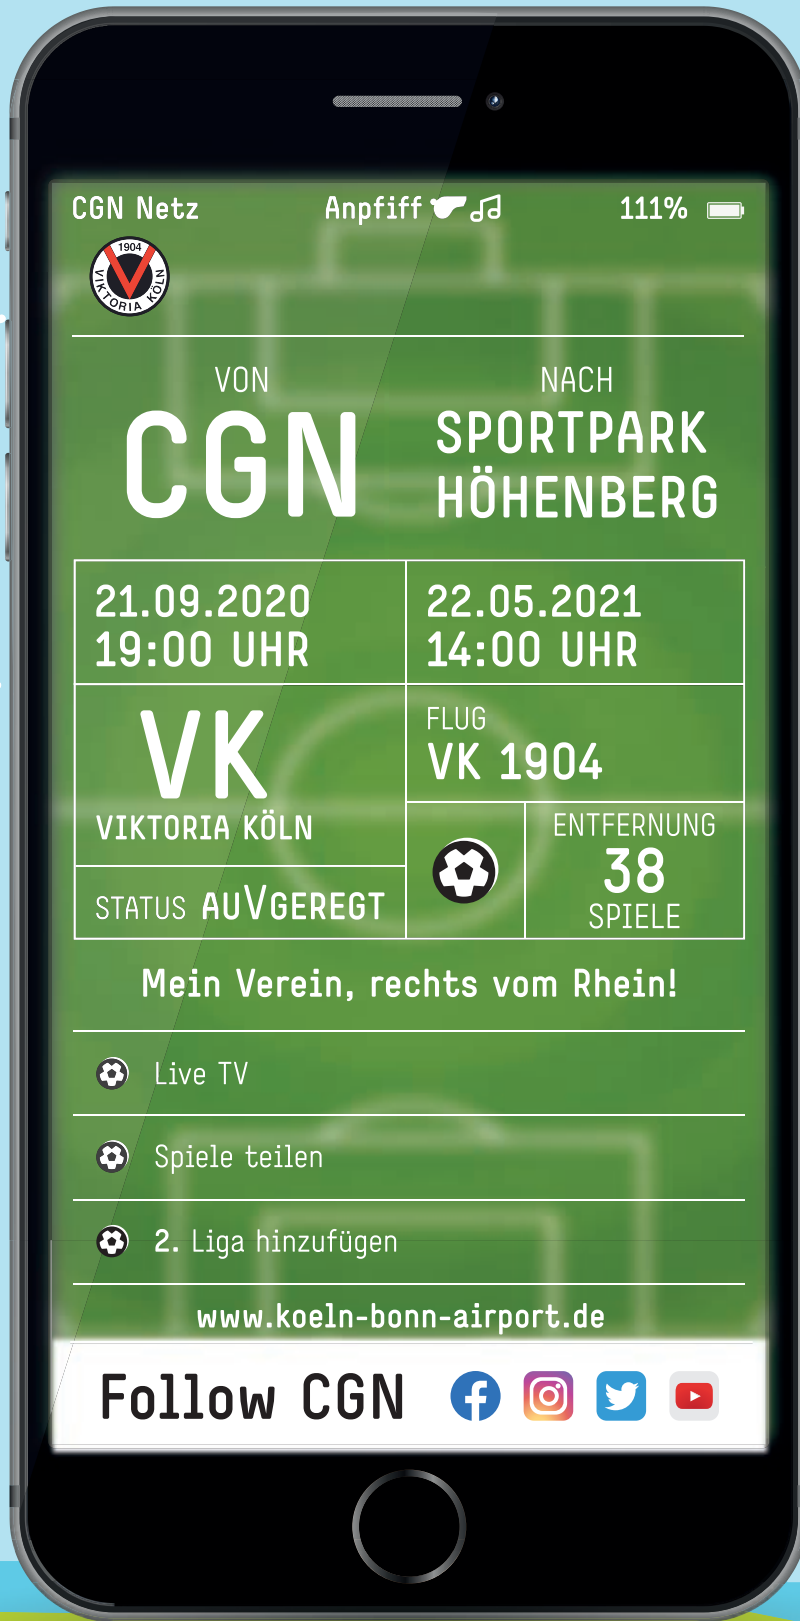 CGN Netz
Anpfiff
111%
1904
VIKTORIA KÖLN
VON
CGN
NACH
SPORTPARK
HÖHENBERG
21.09.2020
19:00 UHR
22.05.2021
14:00 UHR
VK
VIKTORIA KÖLN
FLUG
VK 1904
STATUS AUVGEREGT
ENTFERNUNG
38
SPIELE
Mein Verein, rechts vom Rhein!
Live TV
Spiele teilen
2. Liga hinzufügen
www.koeln-bonn-airport.de
Follow CGN